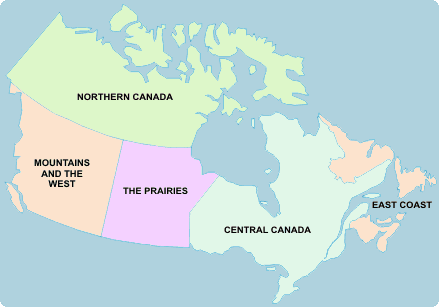 NORTHERN CANADA
MOUNTAINS
AND THE
WEST
THE PRAIRIES
EAST COAST
CENTRAL CANADA